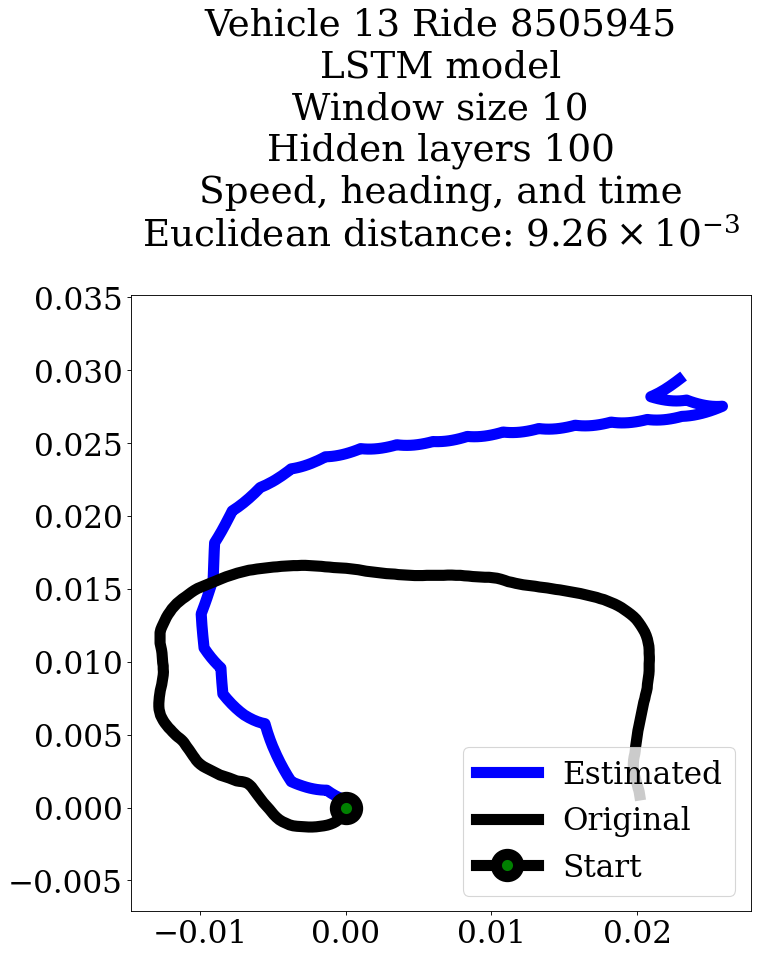 Vehicle 13 Ride 8505945
LSTM model
Window size 10
Hidden layers 100
Speed, heading, and time
Euclidean distance: 9.26 × 10⁻³
0.035
0.030
0.025
0.020
0.015
0.010
0.005
0.000
−0.005
Estimated
Original
Start
−0.01
0.00
0.01
0.02